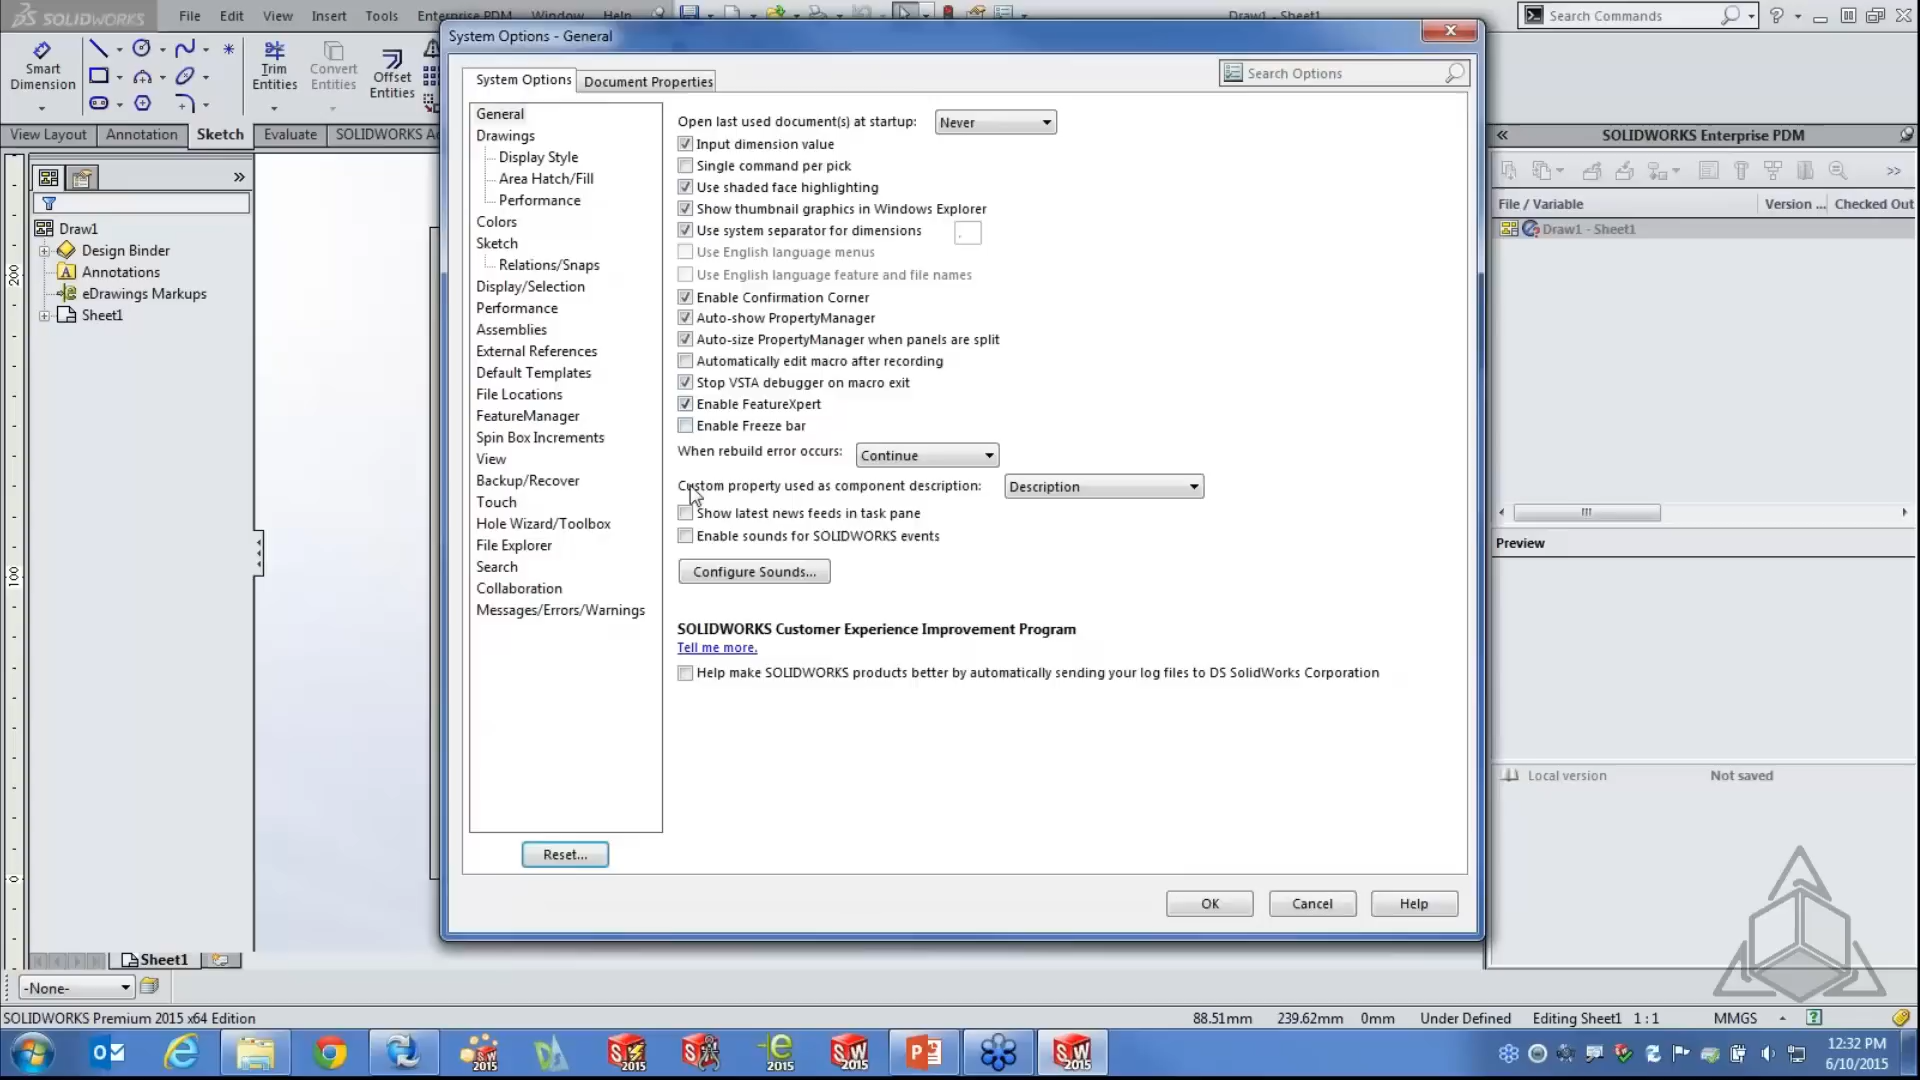 SOLIDWORKS File Edit View Insert Tools Enterprise PDM Window Help Draw1 - Sheet1 Search Commands
System Options - General
Smart Dimension
Trim Entities
Convert Entities
Offset Entities
View Layout Annotation Sketch Evaluate
Draw1
Design Binder
Annotations
eDrawings Markups
Sheet1
200
100
0
System Options Document Properties Search Options
General
Drawings
Display Style
Area Hatch/Fill
Performance
Colors
Sketch
Relations/Snaps
Display/Selection
Performance
Assemblies
External References
Default Templates
File Locations
FeatureManager
Spin Box Increments
View
Backup/Recover
Touch
Hole Wizard/Toolbox
File Explorer
Search
Collaboration
Messages/Errors/Warnings
Reset...
Open last used document(s) at startup: Never
Input dimension value
Single command per pick
Use shaded face highlighting
Show thumbnail graphics in Windows Explorer
Use system separator for dimensions .
Use English language menus
Use English language feature and file names
Enable Confirmation Corner
Auto-show PropertyManager
Auto-size PropertyManager when panels are split
Automatically edit macro after recording
Stop VSTA debugger on macro exit
Enable FeatureXpert
Enable Freeze bar
When rebuild error occurs: Continue
Custom property used as component description: Description
Show latest news feeds in task pane
Enable sounds for SOLIDWORKS events
Configure Sounds...
SOLIDWORKS Customer Experience Improvement Program
Tell me more.
Help make SOLIDWORKS products better by automatically sending your log files to DS SolidWorks Corporation
OK Cancel Help
SOLIDWORKS Enterprise PDM
File / Variable Version ... Checked Out
Draw1 - Sheet1
Preview
Local version Not saved
Sheet1
-None-
SOLIDWORKS Premium 2015 x64 Edition 88.51mm 239.62mm 0mm Under Defined Editing Sheet1 1 : 1 MMGS
12:32 PM
6/10/2015